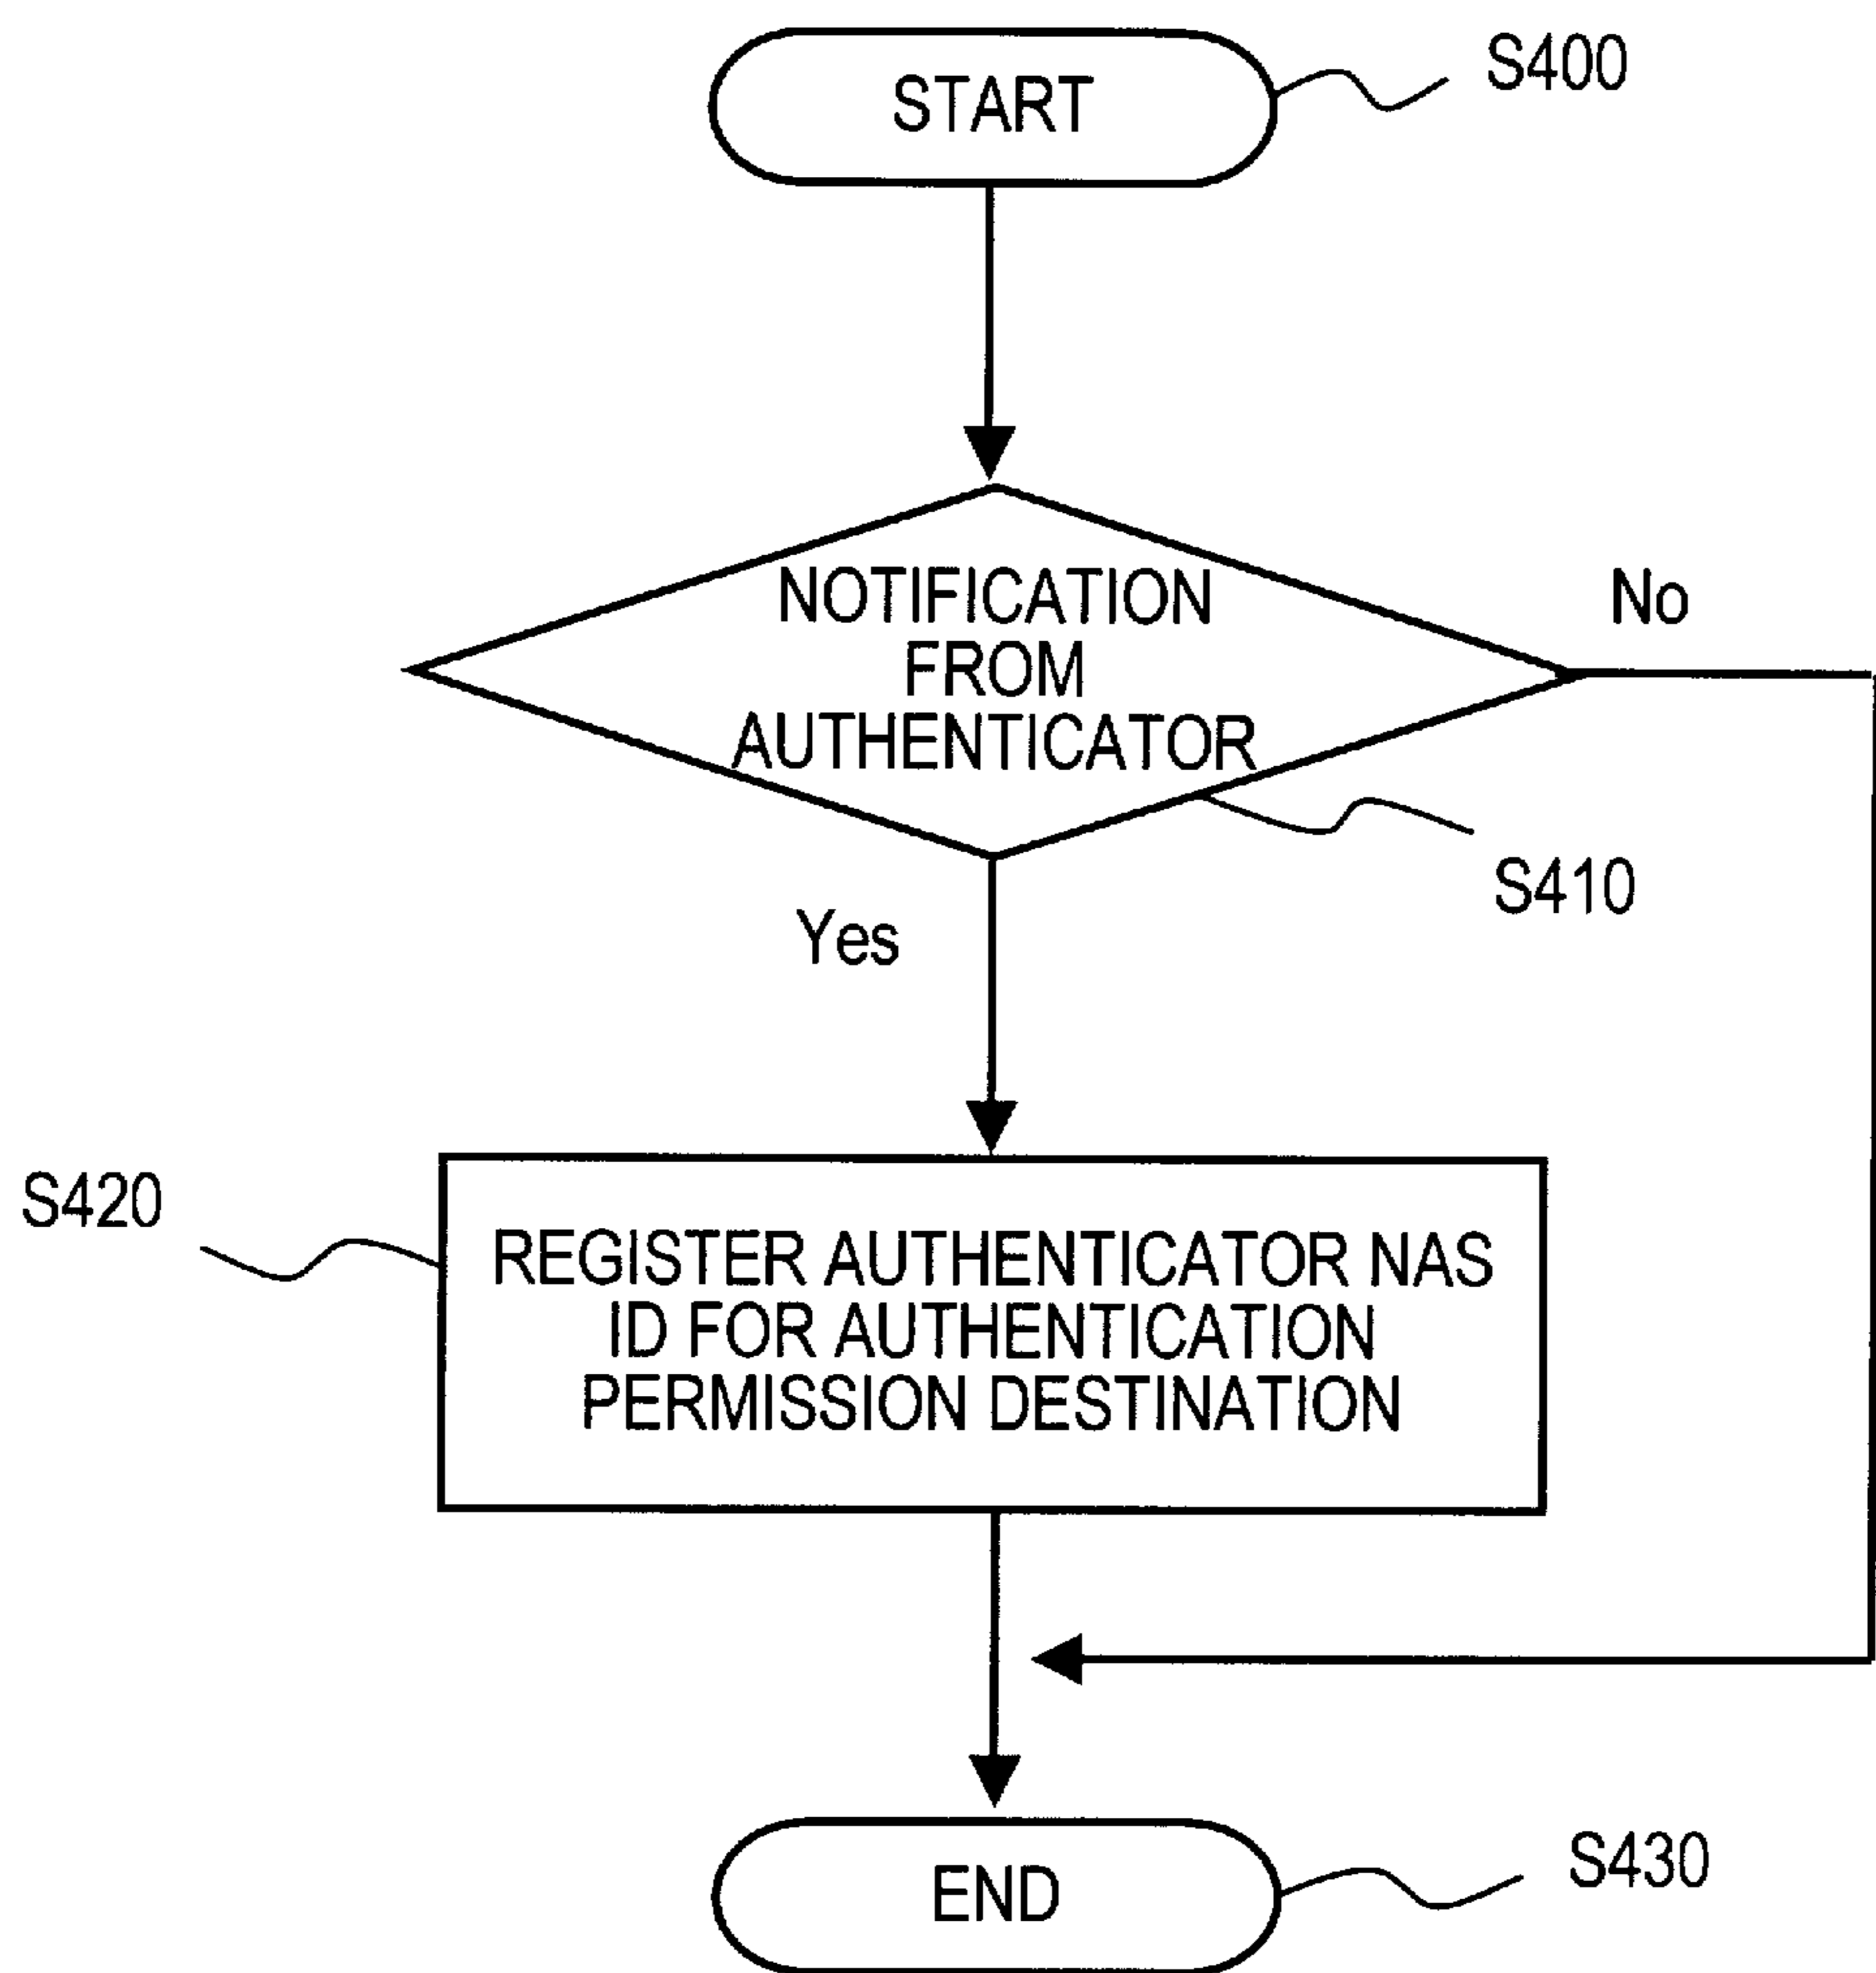 START
S400
NOTIFICATION
FROM
AUTHENTICATOR
No
S410
Yes
S420
REGISTER AUTHENTICATOR NAS
ID FOR AUTHENTICATION
PERMISSION DESTINATION
END
S430